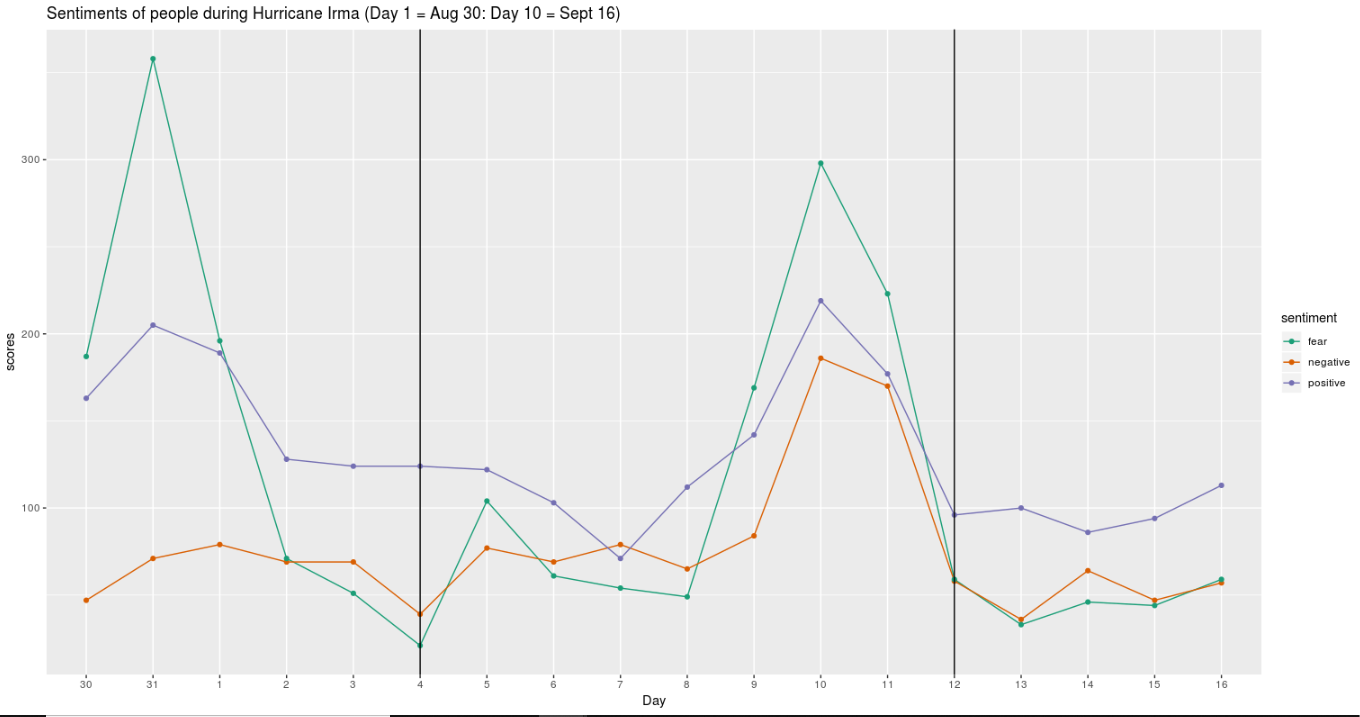 Sentiments of people during Hurricane Irma (Day 1 = Aug 30: Day 10 = Sept 16)
300
200
100
scores
30 31 1 2 3 4 5 6 7 8 9 10 11 12 13 14 15 16
Day
sentiment
fear
negative
positive